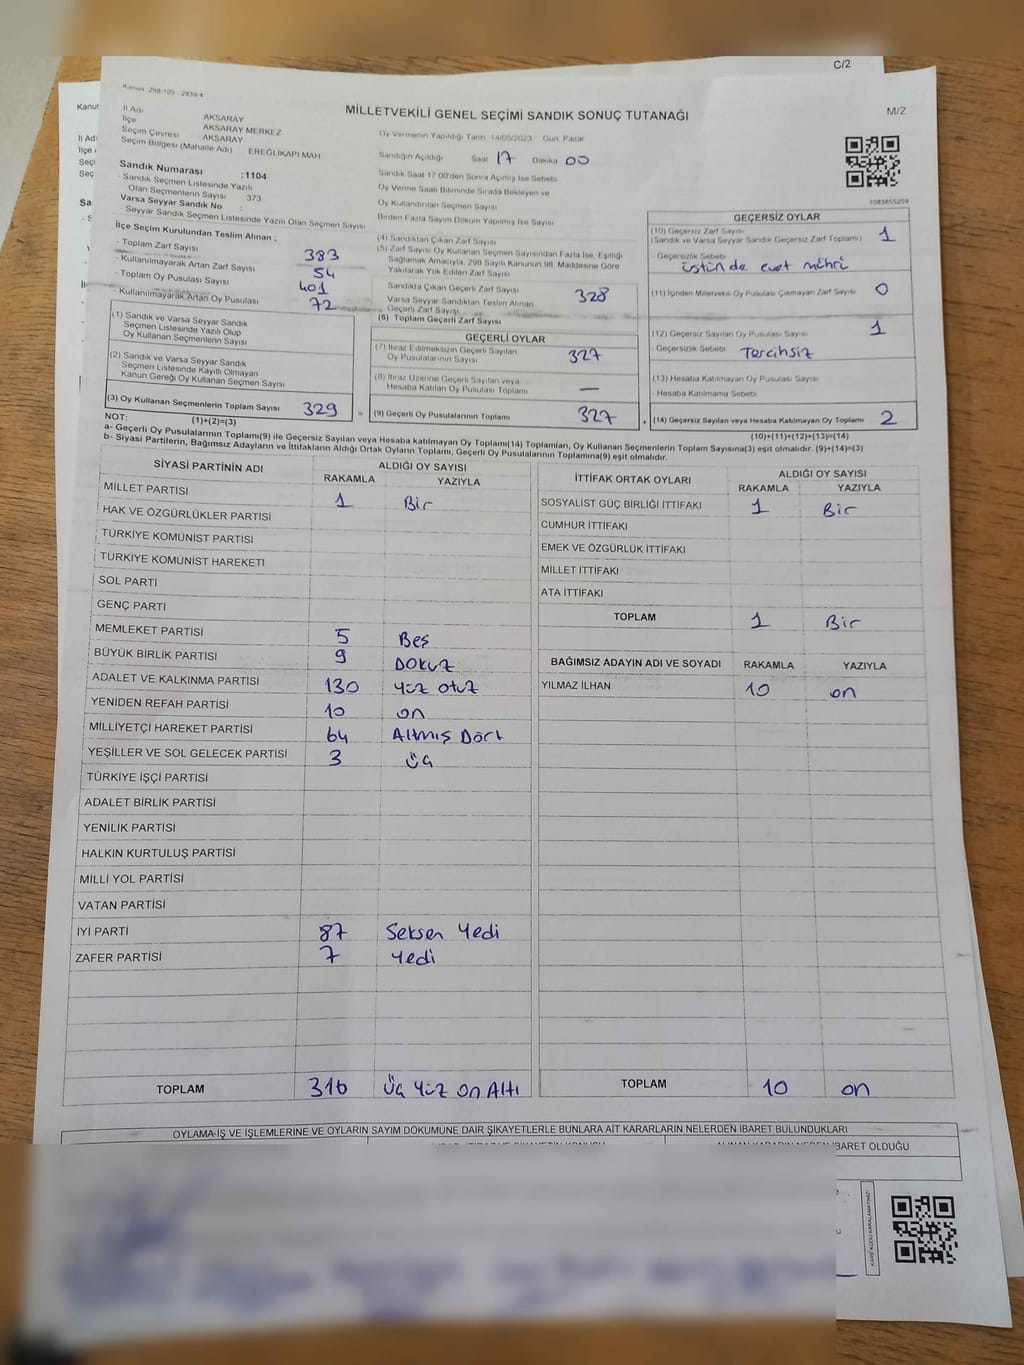 C/2
Kanun: 298/105 - 2839/4
M/2
MİLLETVEKİLİ GENEL SEÇİMİ SANDIK SONUÇ TUTANAĞI
İl Adı AKSARAY
İlçe AKSARAY MERKEZ
Seçim Çevresi AKSARAY
Seçim Bölgesi (Mahalle Adı) EREĞLİKAPI MAH
Sandık Numarası :1104
- Sandık Seçmen Listesinde Yazılı
Olan Seçmenlerin Sayısı 373
Varsa Seyyar Sandık No :
- Seyyar Sandık Seçmen Listesinde Yazılı Olan Seçmen Sayısı
İlçe Seçim Kurulundan Teslim Alınan ;
- Toplam Zarf Sayısı 383
- Kullanılmayarak Artan Zarf Sayısı 54
- Toplam Oy Pusulası Sayısı 401
- Kullanılmayarak Artan Oy Pusulası 72
(1) Sandık ve Varsa Seyyar Sandık
Seçmen Listesinde Yazılı Olup
Oy Kullanan Seçmenlerin Sayısı
(2) Sandık ve Varsa Seyyar Sandık
Seçmen Listesinde Kayıtlı Olmayan
Kanun Gereği Oy Kullanan Seçmen Sayısı
(3) Oy Kullanan Seçmenlerin Toplam Sayısı 329
(1)+(2)=(3)
Oy Vermenin Yapıldığı Tarih 14/05/2023 Gün Pazar
Sandığın Açıldığı Saat 17 Dakika 00
Sandık Saat 17:00'den Sonra Açılmış İse Sebebi
Oy Verme Saati Bitiminde Sırada Bekleyen ve
Oy Kullandırılan Seçmen Sayısı
Birden Fazla Sayım Döküm Yapılmış İse Sayısı
(4) Sandıktan Çıkan Zarf Sayısı
(5) Zarf Sayısı Oy Kullanan Seçmen Sayısından Fazla İse, Eşitliği
Sağlamak Amacıyla, 298 Sayılı Kanunun 98. Maddesine Göre
Yakılarak Yok Edilen Zarf Sayısı
Sandıkta Çıkan Geçerli Zarf Sayısı 328
Varsa Seyyar Sandıktan Teslim Alınan
Geçerli Zarf Sayısı
(6) Toplam Geçerli Zarf Sayısı
GEÇERLİ OYLAR
(7) İtiraz Edilmeksizin Geçerli Sayılan
Oy Pusulalarının Sayısı 327
(8) İtiraz Üzerine Geçerli Sayılan veya
Hesaba Katılan Oy Pusulası Toplamı —
= (9) Geçerli Oy Pusulalarının Toplamı 327
1083855259
GEÇERSİZ OYLAR
(10) Geçersiz Zarf Sayısı 1
(Sandık ve Varsa Seyyar Sandık Geçersiz Zarf Toplamı)
- Geçersizlik Sebebi
üstünde evet mührü
(11) İçinden Milletvekili Oy Pusulası Çıkmayan Zarf Sayısı 0
(12) Geçersiz Sayılan Oy Pusulası Sayısı 1
- Geçersizlik Sebebi Tercihsiz
(13) Hesaba Katılmayan Oy Pusulası Sayısı
- Hesaba Katılmama Sebebi
+ (14) Geçersiz Sayılan veya Hesaba Katılmayan Oy Toplamı 2
(10)+(11)+(12)+(13)=(14)
NOT:
a- Geçerli Oy Pusulalarının Toplamı(9) ile Geçersiz Sayılan veya Hesaba katılmayan Oy Toplamı(14) Toplamları, Oy Kullanan Seçmenlerin Toplam Sayısına(3) eşit olmalıdır. (9)+(14)=(3)
b- Siyasi Partilerin, Bağımsız Adayların ve İttifakların Aldığı Ortak Oyların Toplamı, Geçerli Oy Pusulalarının Toplamına(9) eşit olmalıdır.
SİYASİ PARTİNİN ADI ALDIĞI OY SAYISI
RAKAMLA YAZIYLA
MİLLET PARTİSİ 1 Bir
HAK VE ÖZGÜRLÜKLER PARTİSİ
TÜRKİYE KOMÜNİST PARTİSİ
TÜRKİYE KOMÜNİST HAREKETİ
SOL PARTİ
GENÇ PARTİ
MEMLEKET PARTİSİ 5 Beş
BÜYÜK BİRLİK PARTİSİ 9 DOKUZ
ADALET VE KALKINMA PARTİSİ 130 Yüz otuz
YENİDEN REFAH PARTİSİ 10 on
MİLLİYETÇİ HAREKET PARTİSİ 64 Altmış Dört
YEŞİLLER VE SOL GELECEK PARTİSİ 3 Üç
TÜRKİYE İŞÇİ PARTİSİ
ADALET BİRLİK PARTİSİ
YENİLİK PARTİSİ
HALKIN KURTULUŞ PARTİSİ
MİLLİ YOL PARTİSİ
VATAN PARTİSİ
İYİ PARTİ 87 Seksen Yedi
ZAFER PARTİSİ 7 Yedi
TOPLAM 316 Üç Yüz On Altı
İTTİFAK ORTAK OYLARI ALDIĞI OY SAYISI
RAKAMLA YAZIYLA
SOSYALİST GÜÇ BİRLİĞİ İTTİFAKI 1 Bir
CUMHUR İTTİFAKI
EMEK VE ÖZGÜRLÜK İTTİFAKI
MİLLET İTTİFAKI
ATA İTTİFAKI
TOPLAM 1 Bir
BAĞIMSIZ ADAYIN ADI VE SOYADI RAKAMLA YAZIYLA
YILMAZ İLHAN 10 on
TOPLAM 10 on
OYLAMA-İŞ VE İŞLEMLERİNE VE OYLARIN SAYIM DÖKÜMÜNE DAİR ŞİKAYETLERLE BUNLARA AİT KARARLARIN NELERDEN İBARET BULUNDUKLARI
İBARET OLDUĞU
KARE KODU KARALAMAYINIZ!